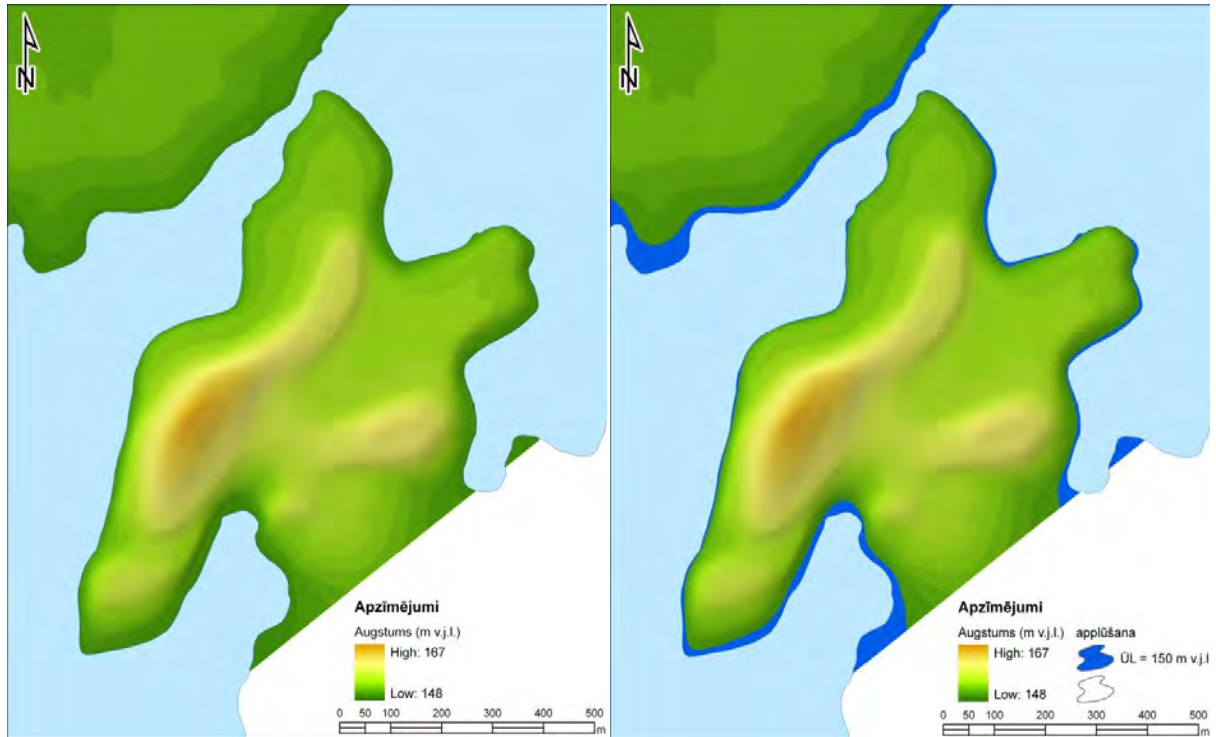 N
Apzīmējumi
Augstums (m v.j.l.)
High: 167
Low: 148
0 50 100 200 300 400 500
m
N
Apzīmējumi
Augstums (m v.j.l.) applūšana
High: 167
ŪL = 150 m v.j.l
Low: 148
0 50 100 200 300 400 500
m